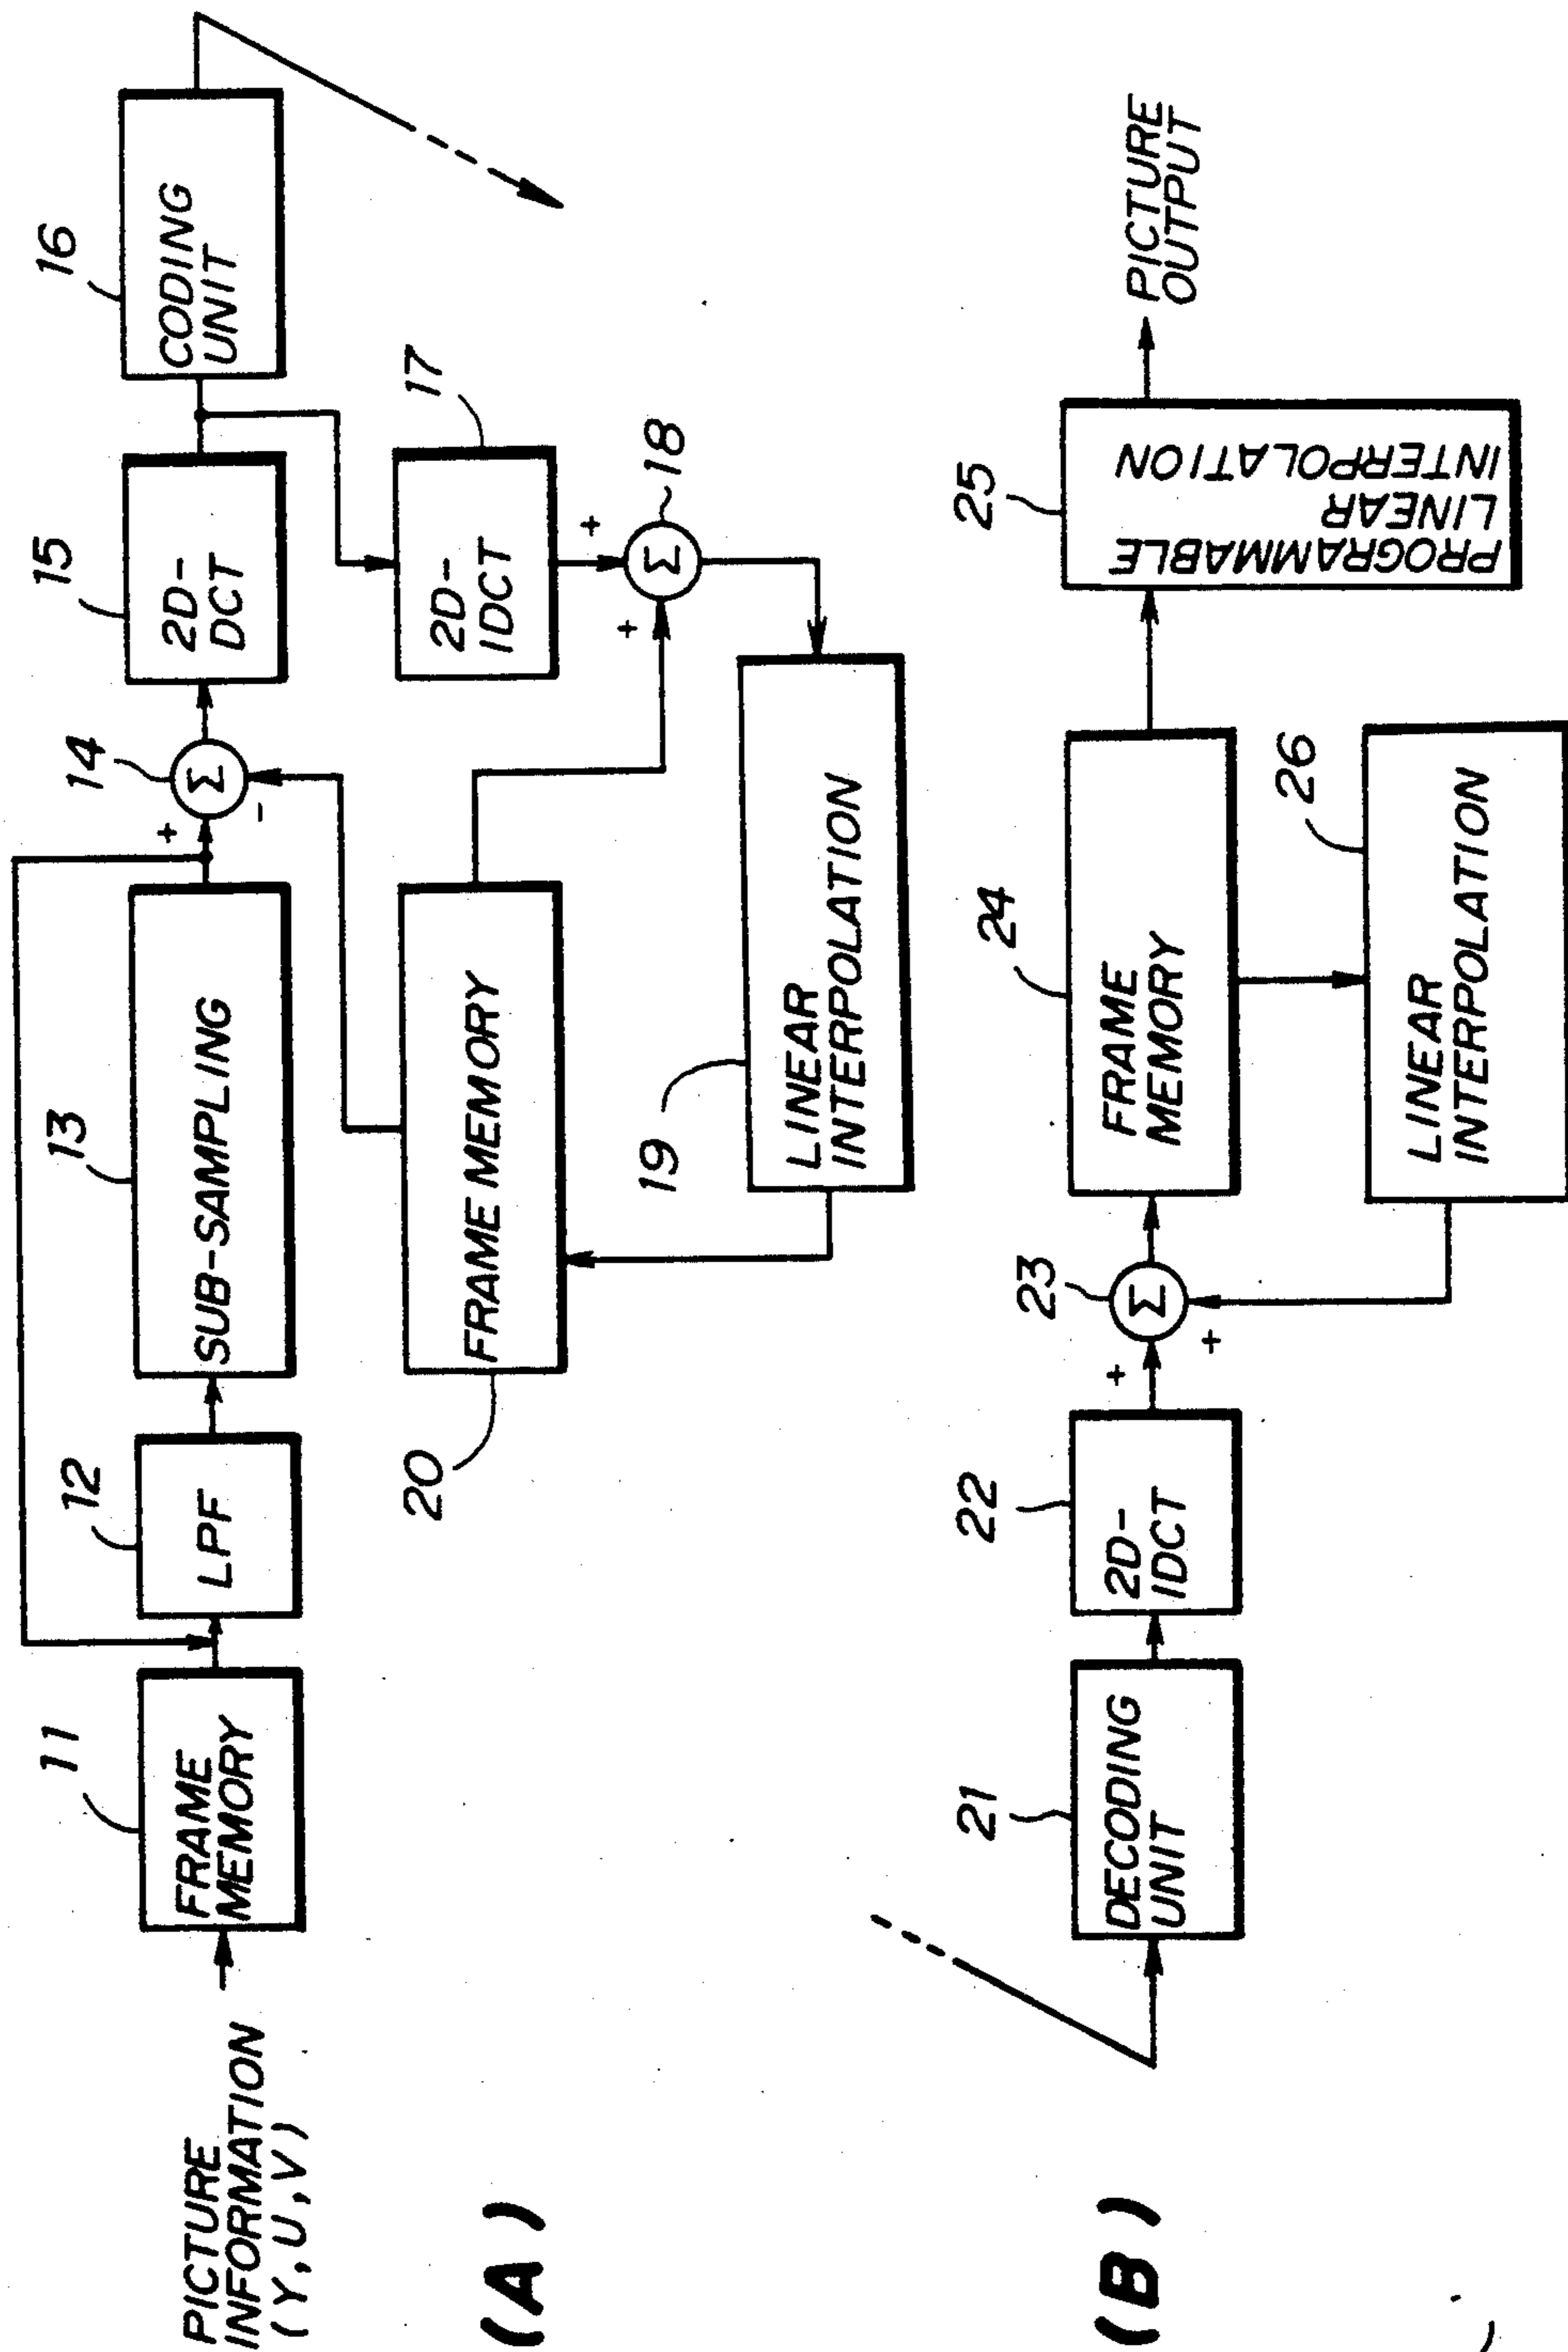 PICTURE
INFORMATION
(Y,U,V)
11
FRAME
MEMORY
12
LPF
13
SUB-SAMPLING
+
-
14
Σ
15
2D-
DCT
16
CODING
UNIT
17
2D-
IDCT
+
+
18
Σ
19
LINEAR
INTERPOLATION
20
FRAME MEMORY
(A)
21
DECODING
UNIT
22
2D-
IDCT
+
+
23
Σ
24
FRAME
MEMORY
25
PROGRAMMABLE
LINEAR
INTERPOLATION
26
LINEAR
INTERPOLATION
PICTURE
OUTPUT
(B)